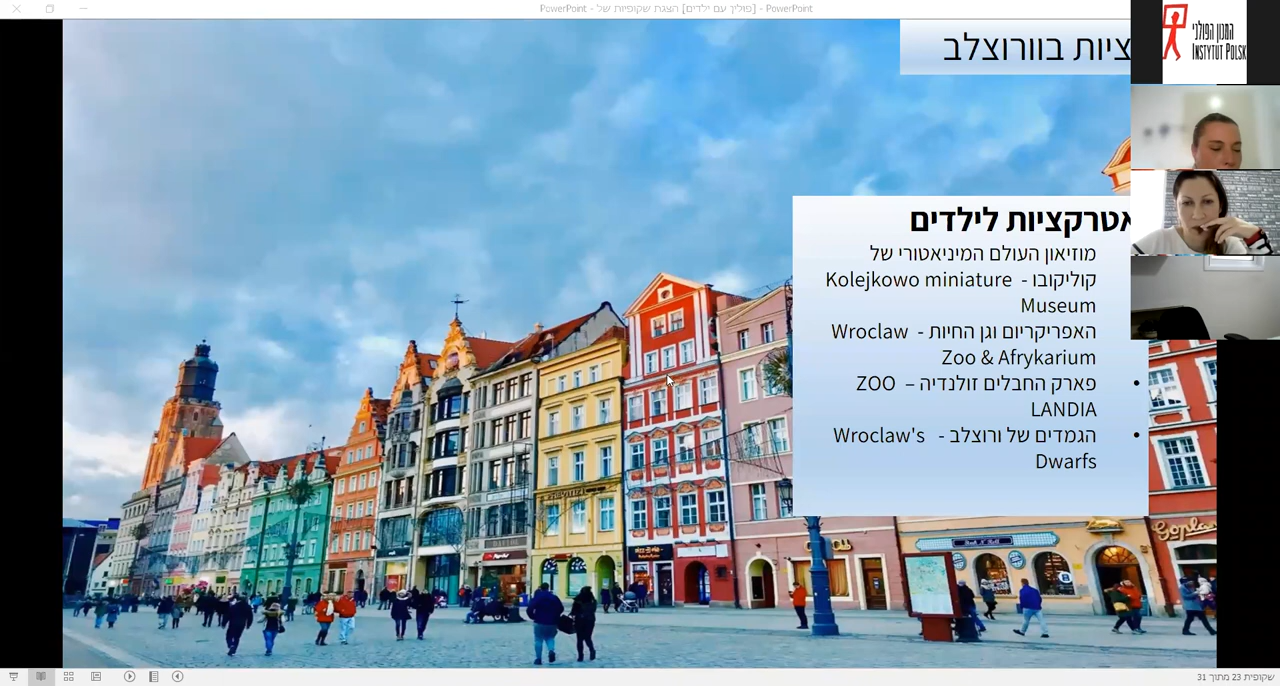 PowerPoint - [פולין עם ילדים] הצגת שקופיות של - PowerPoint
המכון הפולני
INSTYTUT POLSK
ציות בוורוצלב
אטרקציות לילדים
מוזיאון העולם המיניאטורי של
קוליקובו - Kolejkowo miniature
Museum
האפריקריום וגן החיות - Wroclaw
Zoo & Afrykarium
פארק החבלים זולנדיה – ZOO
LANDIA
הגמדים של ורוצלב - Wroclaw's
Dwarfs
שקופית 23 מתוך 31